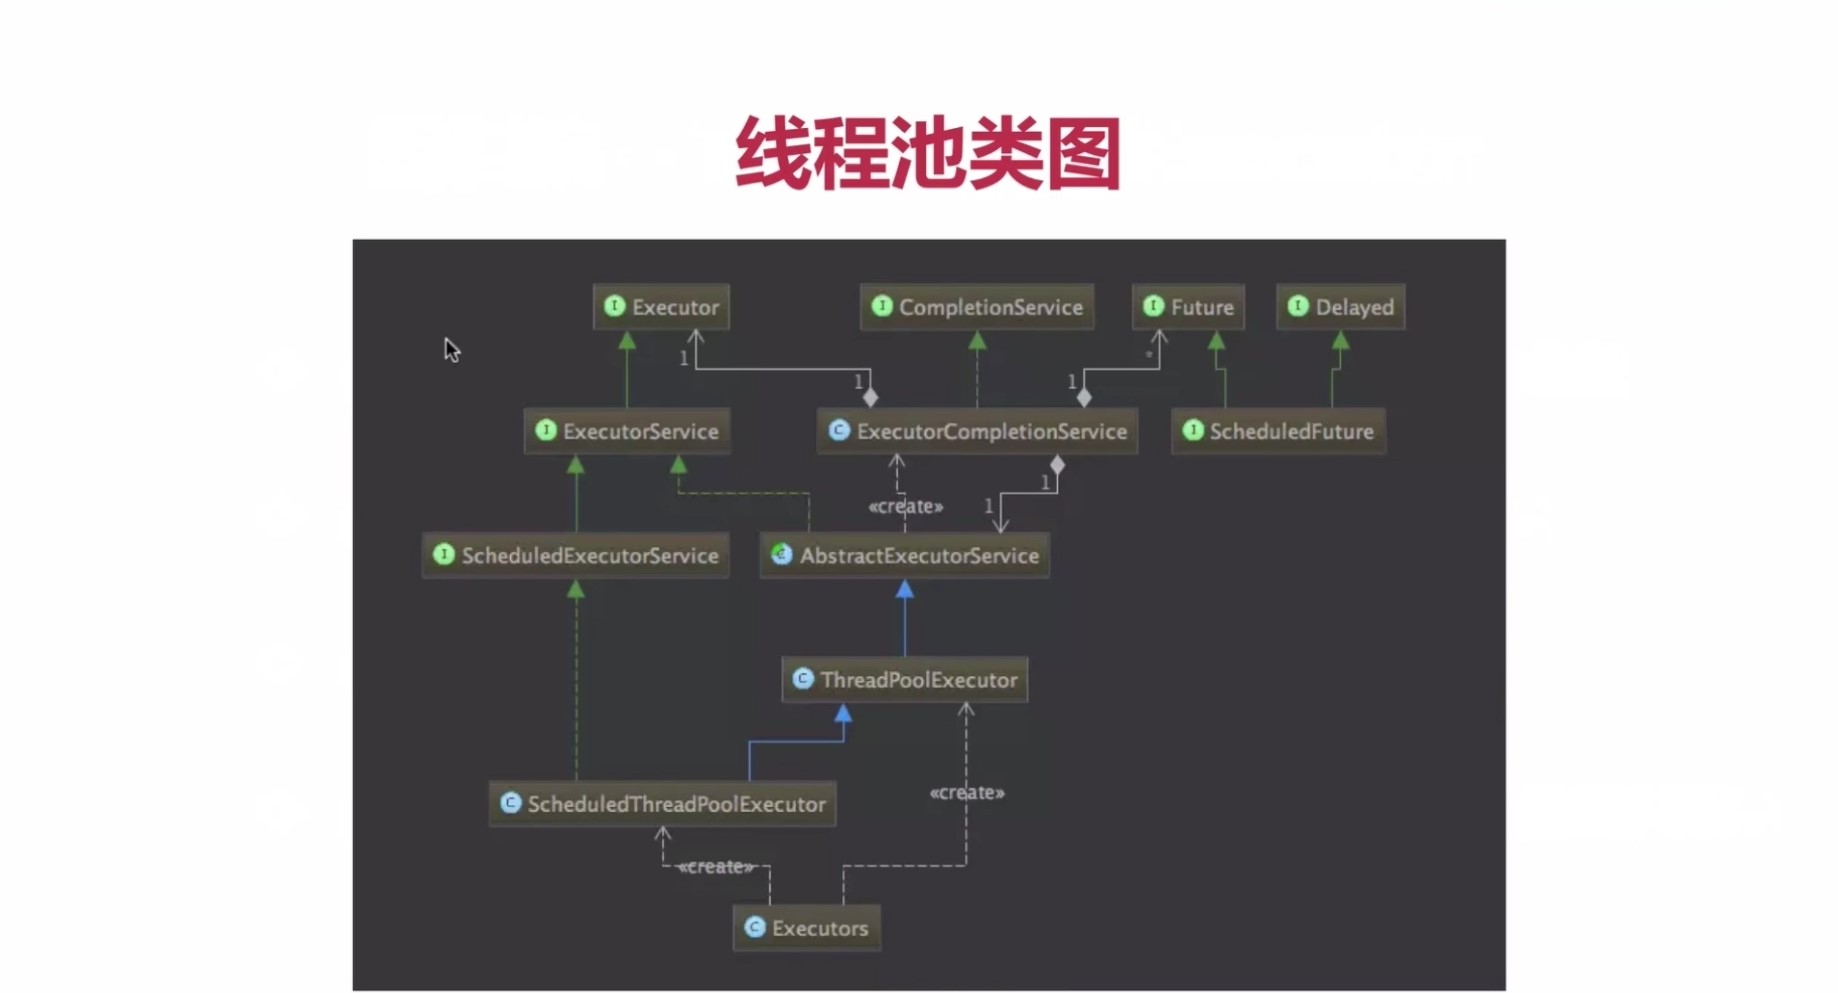 线程池类图
I Executor
I CompletionService
I Future
I Delayed
1
1
1
*
I ExecutorService
C ExecutorCompletionService
I ScheduledFuture
1
«create»
1
I ScheduledExecutorService
C AbstractExecutorService
C ThreadPoolExecutor
«create»
C ScheduledThreadPoolExecutor
«create»
C Executors